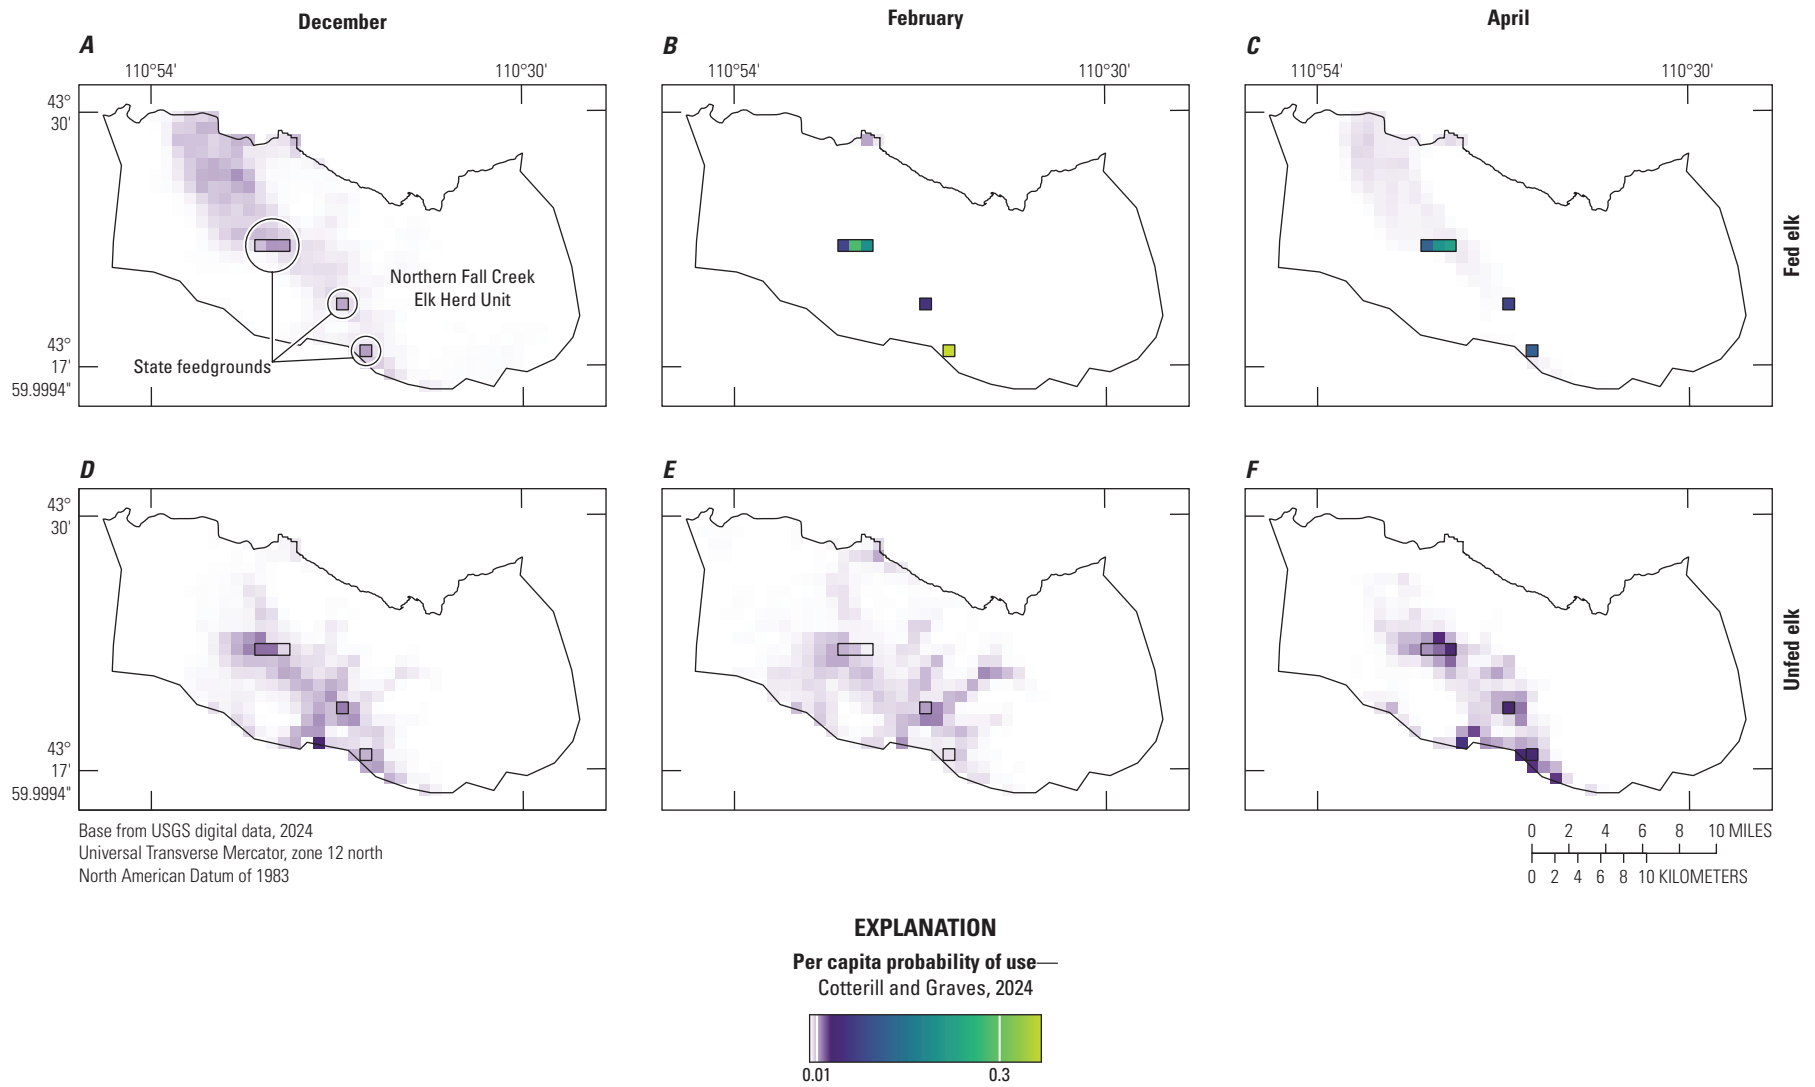 December
February
April
A
B
C
110°54'
110°30'
110°54'
110°30'
110°54'
110°30'
43°
30'
Northern Fall Creek
Elk Herd Unit
State feedgrounds
43°
17'
59.9994"
Fed elk
D
E
F
43°
30'
43°
17'
59.9994"
Unfed elk
Base from USGS digital data, 2024
Universal Transverse Mercator, zone 12 north
North American Datum of 1983
0 2 4 6 8 10 MILES
0 2 4 6 8 10 KILOMETERS
EXPLANATION
Per capita probability of use—
Cotterill and Graves, 2024
0.01 0.3